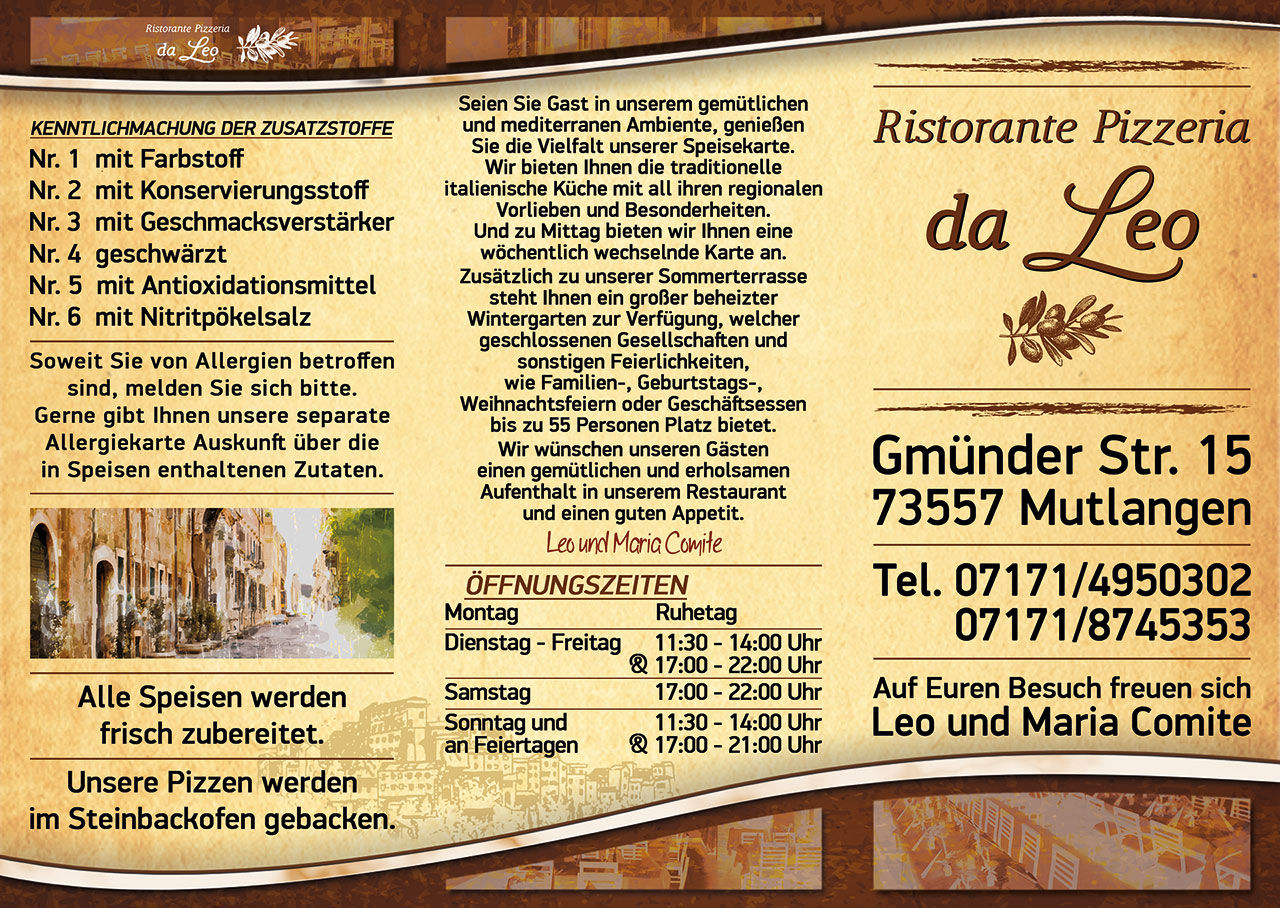 Ristorante Pizzeria
da Leo
KENNTLICHMACHUNG DER ZUSATZSTOFFE
Nr. 1 mit Farbstoff
Nr. 2 mit Konservierungsstoff
Nr. 3 mit Geschmacksverstärker
Nr. 4 geschwärzt
Nr. 5 mit Antioxidationsmittel
Nr. 6 mit Nitritpökelsalz
Soweit Sie von Allergien betroffen
sind, melden Sie sich bitte.
Gerne gibt Ihnen unsere separate
Allergiekarte Auskunft über die
in Speisen enthaltenen Zutaten.
Alle Speisen werden
frisch zubereitet.
Unsere Pizzen werden
im Steinbackofen gebacken.
Seien Sie Gast in unserem gemütlichen
und mediterranen Ambiente, genießen
Sie die Vielfalt unserer Speisekarte.
Wir bieten Ihnen die traditionelle
italienische Küche mit all ihren regionalen
Vorlieben und Besonderheiten.
Und zu Mittag bieten wir Ihnen eine
wöchentlich wechselnde Karte an.
Zusätzlich zu unserer Sommerterrasse
steht Ihnen ein großer beheizter
Wintergarten zur Verfügung, welcher
geschlossenen Gesellschaften und
sonstigen Feierlichkeiten,
wie Familien-, Geburtstags-,
Weihnachtsfeiern oder Geschäftsessen
bis zu 55 Personen Platz bietet.
Wir wünschen unseren Gästen
einen gemütlichen und erholsamen
Aufenthalt in unserem Restaurant
und einen guten Appetit.
Leo und Maria Comite
ÖFFNUNGSZEITEN
Montag Ruhetag
Dienstag - Freitag 11:30 - 14:00 Uhr
& 17:00 - 22:00 Uhr
Samstag 17:00 - 22:00 Uhr
Sonntag und 11:30 - 14:00 Uhr
an Feiertagen & 17:00 - 21:00 Uhr
Ristorante Pizzeria
da Leo
Gmünder Str. 15
73557 Mutlangen
Tel. 07171/4950302
07171/8745353
Auf Euren Besuch freuen sich
Leo und Maria Comite